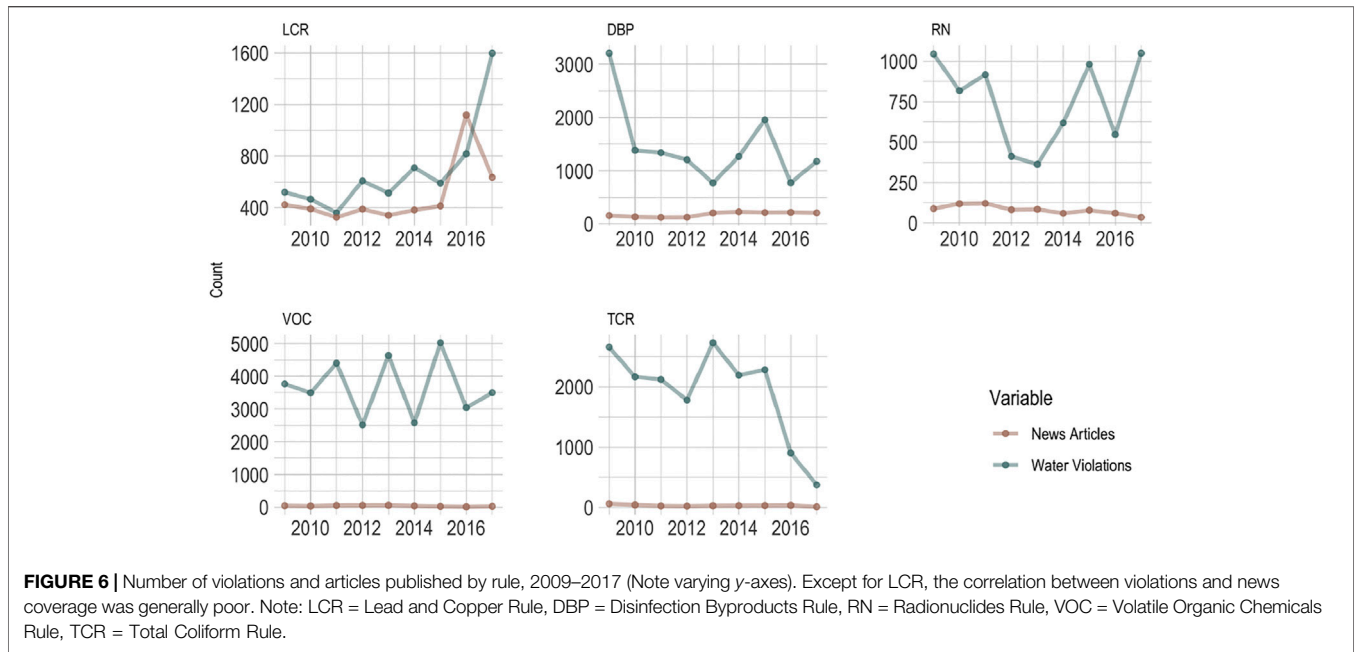 LCR
1600
1200
800
400
2010 2012 2014 2016
DBP
3000
2000
1000
0
2010 2012 2014 2016
RN
1000
750
500
250
0
2010 2012 2014 2016
Count
VOC
5000
4000
3000
2000
1000
0
2010 2012 2014 2016
TCR
2000
1000
0
2010 2012 2014 2016
Variable
News Articles
Water Violations
FIGURE 6 | Number of violations and articles published by rule, 2009–2017 (Note varying y-axes). Except for LCR, the correlation between violations and news
coverage was generally poor. Note: LCR = Lead and Copper Rule, DBP = Disinfection Byproducts Rule, RN = Radionuclides Rule, VOC = Volatile Organic Chemicals
Rule, TCR = Total Coliform Rule.